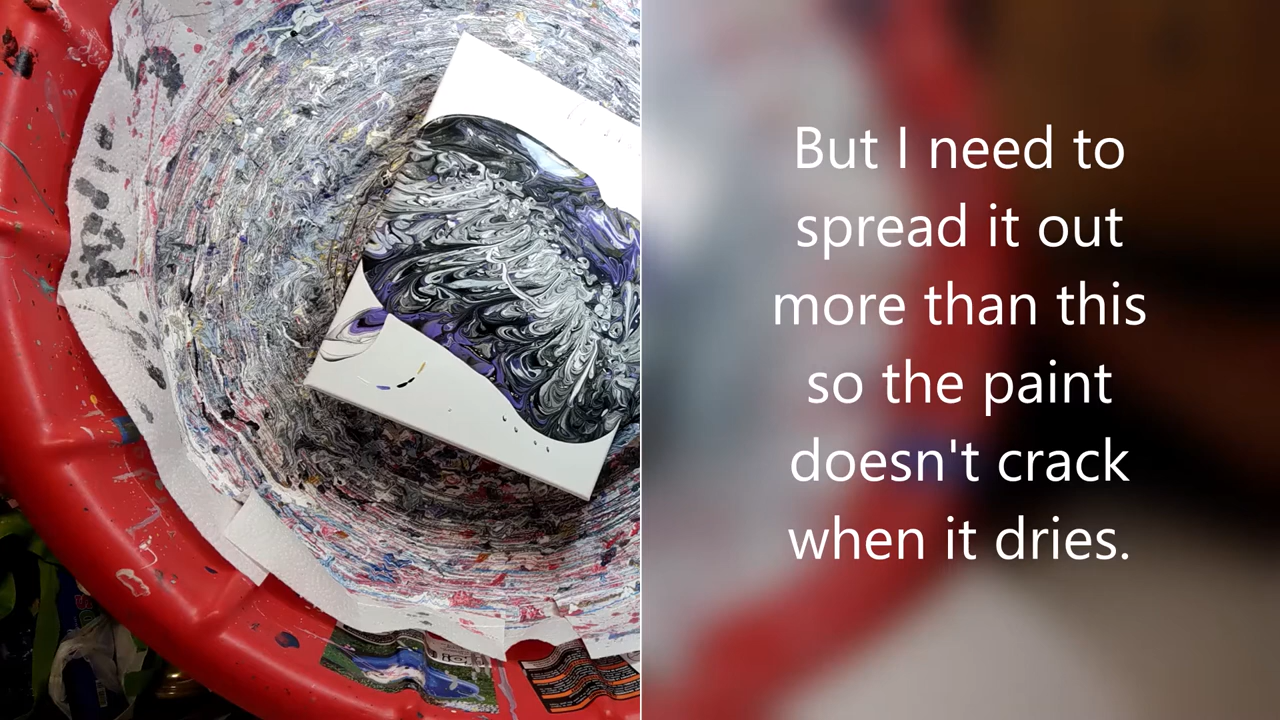 But I need to
spread it out
more than this
so the paint
doesn't crack
when it dries.